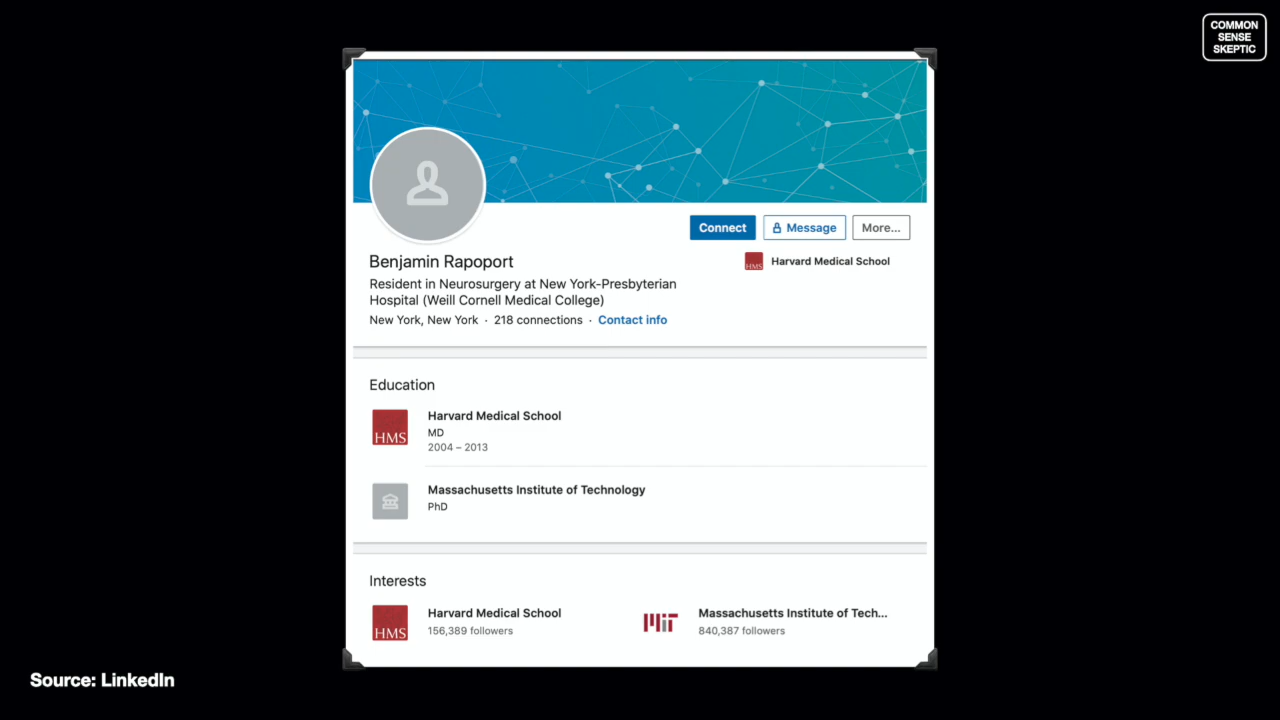 COMMON
SENSE
SKEPTIC
Connect
Message
More...
Benjamin Rapoport
HMS
Harvard Medical School
Resident in Neurosurgery at New York-Presbyterian
Hospital (Weill Cornell Medical College)
New York, New York · 218 connections · Contact info
Education
HMS
Harvard Medical School
MD
2004 – 2013
Massachusetts Institute of Technology
PhD
Interests
HMS
Harvard Medical School
156,389 followers
MIT
Massachusetts Institute of Tech...
840,387 followers
Source: LinkedIn